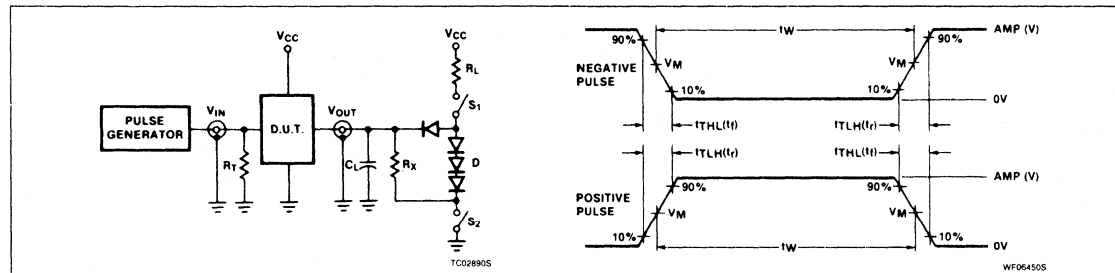 VCC
RL
S1
VCC
PULSE
GENERATOR
VIN
D.U.T.
VOUT
RT
CL
RX
D
S2
TC02890S
90%
tW
90%
AMP (V)
NEGATIVE
PULSE
VM
VM
10%
10%
0V
tTHL(tf)
tTLH(tr)
tTLH(tr)
tTHL(tf)
AMP (V)
90%
90%
POSITIVE
PULSE
VM
VM
10%
tW
10%
0V
WF06450S